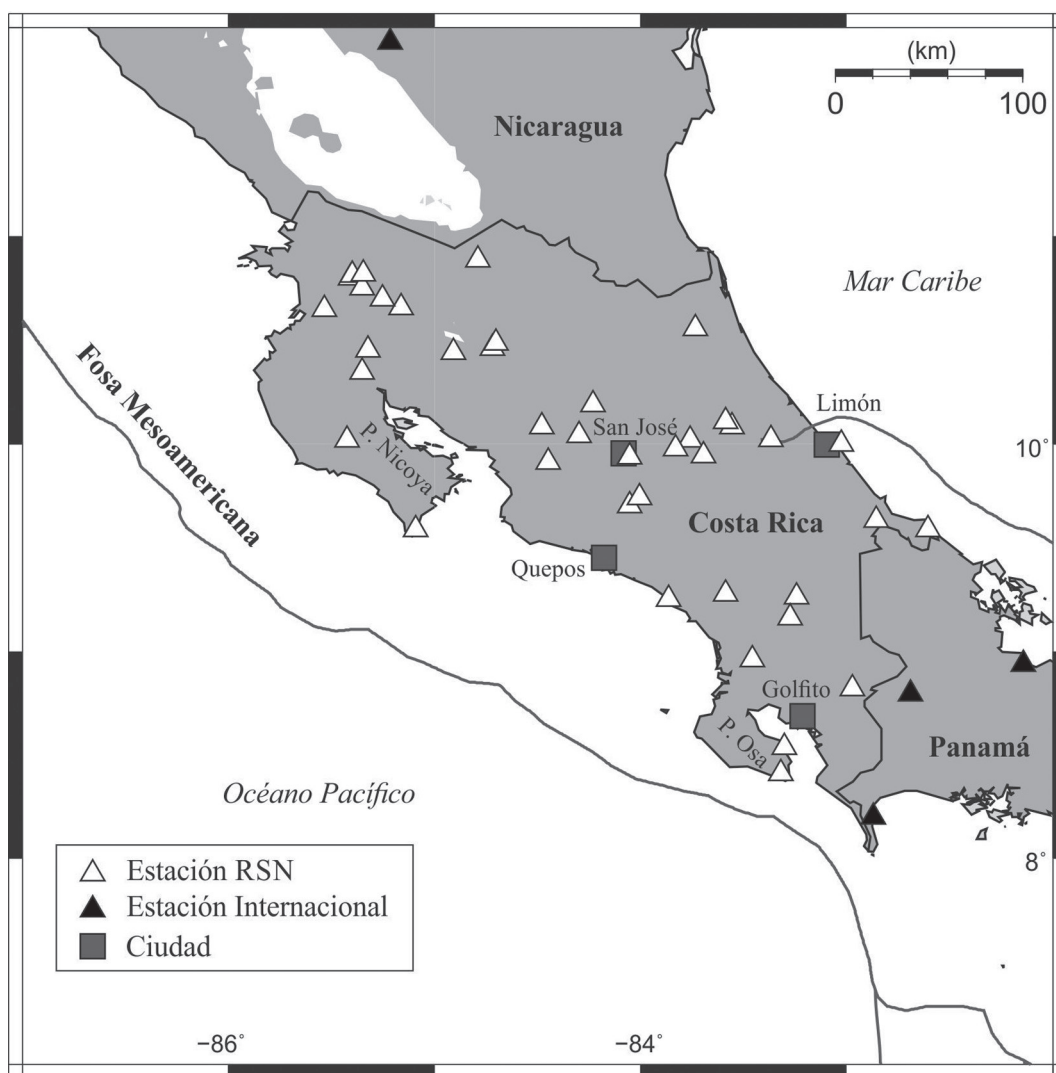 (km)
0 100
Nicaragua
Mar Caribe
Fosa Mesoamericana
Limón
San José
10°
P. Nicoya
Costa Rica
Quepos
Golfito
P. Osa
Panamá
Océano Pacífico
8°
Estación RSN
Estación Internacional
Ciudad
−86° −84°